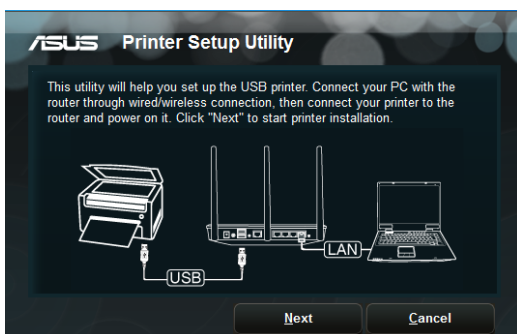 ASUS Printer Setup Utility
This utility will help you set up the USB printer. Connect your PC with the
router through wired/wireless connection, then connect your printer to the
router and power on it. Click "Next" to start printer installation.
LAN
USB
Next Cancel